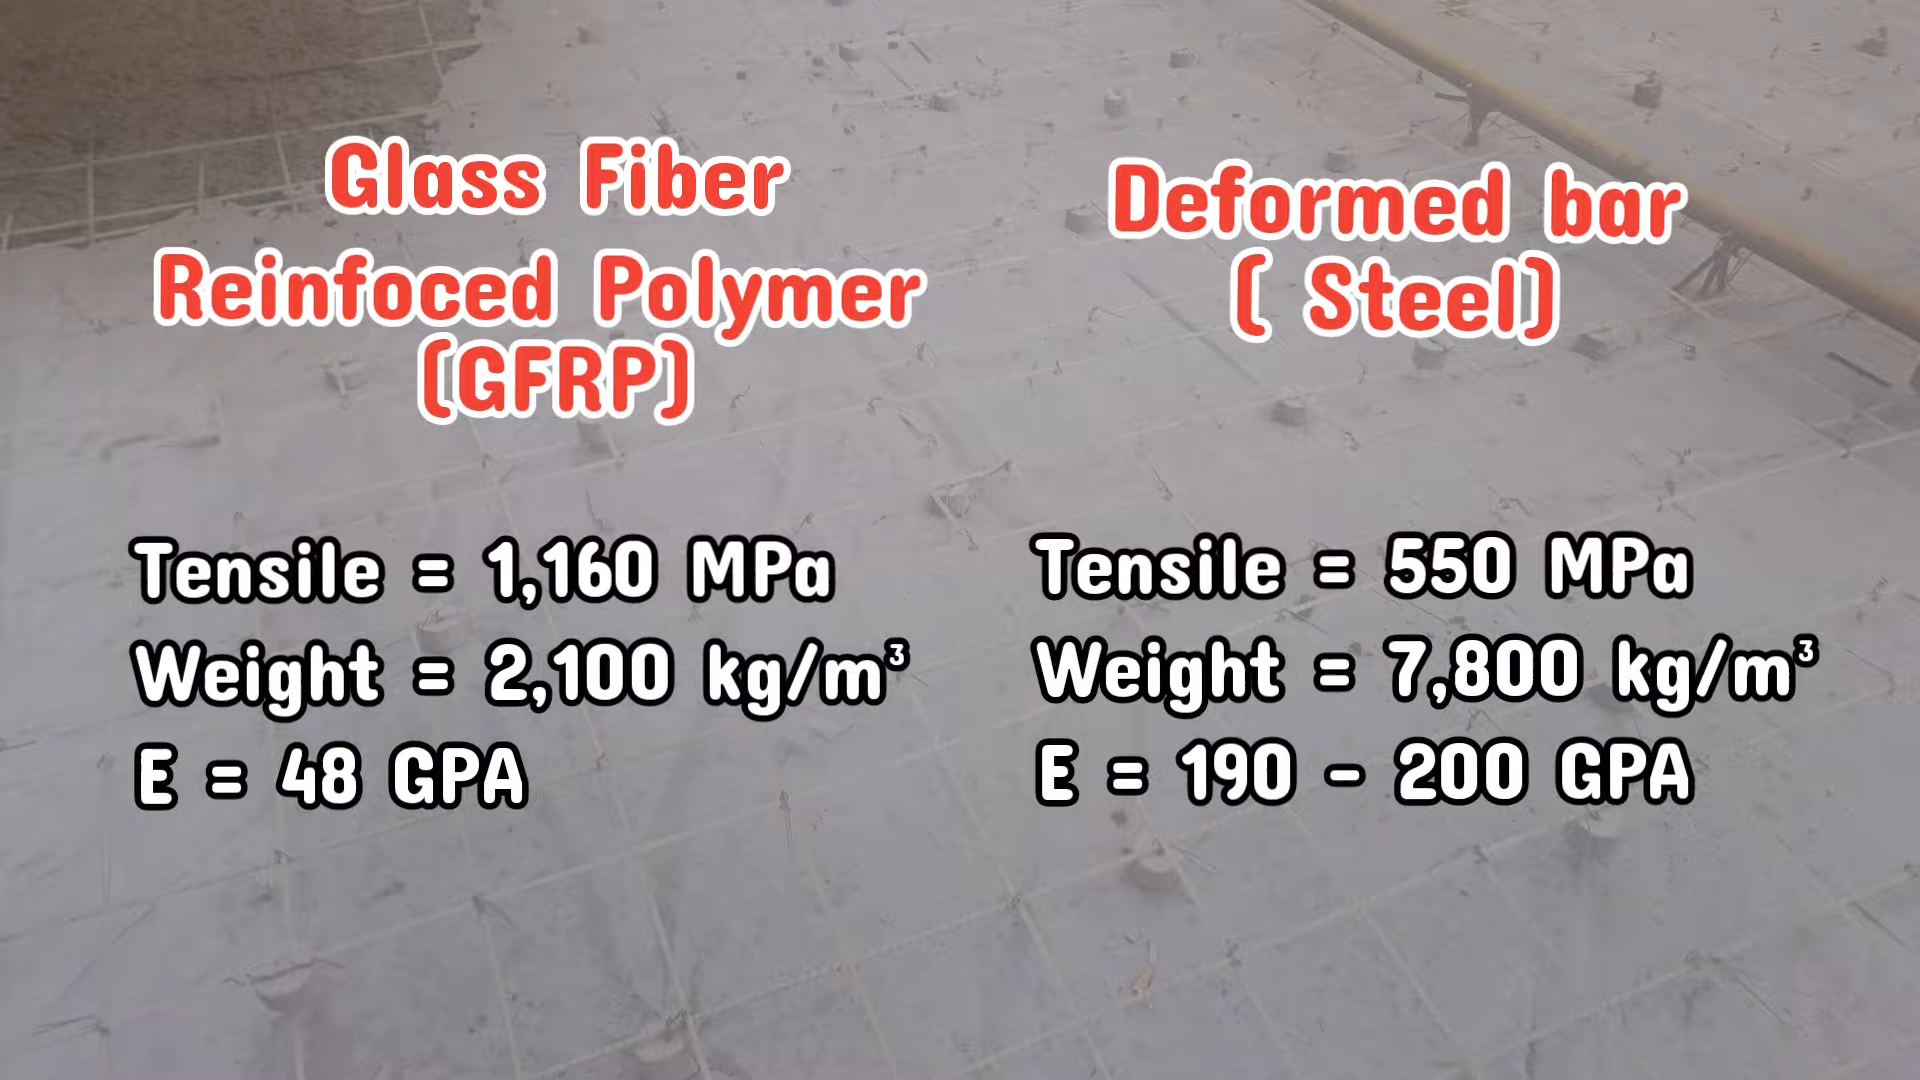 Glass Fiber
Reinfoced Polymer
(GFRP)
Deformed bar
( Steel)
Tensile = 1,160 MPa
Weight = 2,100 kg/m³
E = 48 GPA
Tensile = 550 MPa
Weight = 7,800 kg/m³
E = 190 - 200 GPA